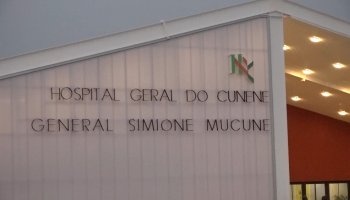 HOSPITAL GERAL DO CUNENE
GENERAL SIMIONE MUCUNE